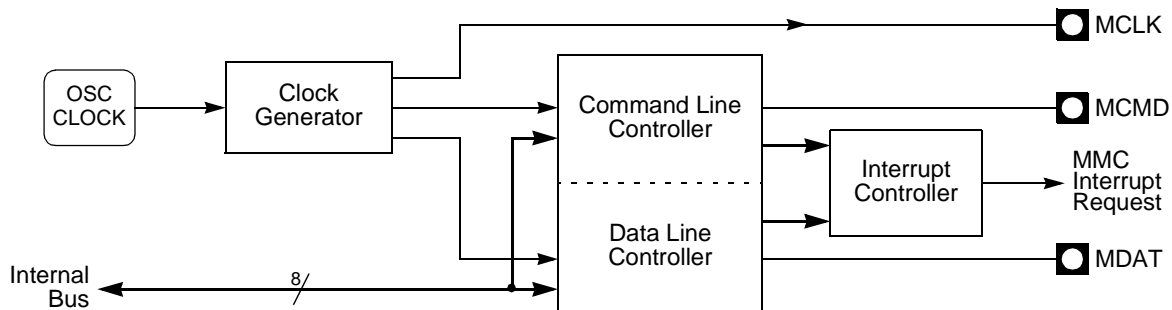 MCLK
OSC
CLOCK
Clock
Generator
Command Line
Controller
MCMD
Interrupt
Controller
MMC
Interrupt
Request
Data Line
Controller
MDAT
Internal
Bus
8